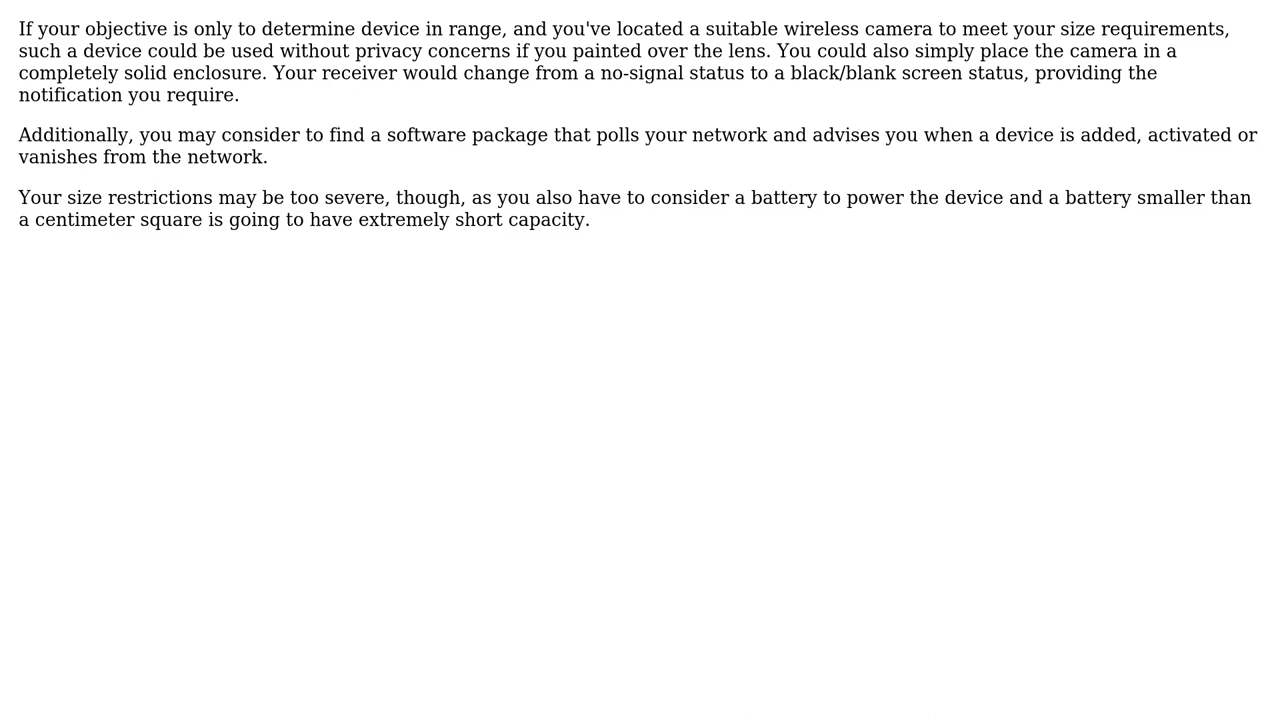 If your objective is only to determine device in range, and you've located a suitable wireless camera to meet your size requirements,
such a device could be used without privacy concerns if you painted over the lens. You could also simply place the camera in a
completely solid enclosure. Your receiver would change from a no-signal status to a black/blank screen status, providing the
notification you require.
Additionally, you may consider to find a software package that polls your network and advises you when a device is added, activated or
vanishes from the network.
Your size restrictions may be too severe, though, as you also have to consider a battery to power the device and a battery smaller than
a centimeter square is going to have extremely short capacity.